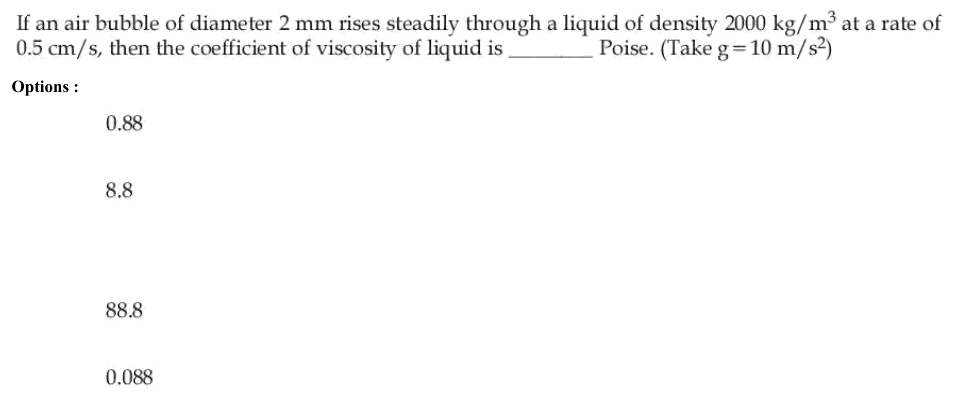 If an air bubble of diameter 2 mm rises steadily through a liquid of density 2000 kg/m³ at a rate of
0.5 cm/s, then the coefficient of viscosity of liquid is ________ Poise. (Take g=10 m/s²)
Options :
0.88
8.8
88.8
0.088